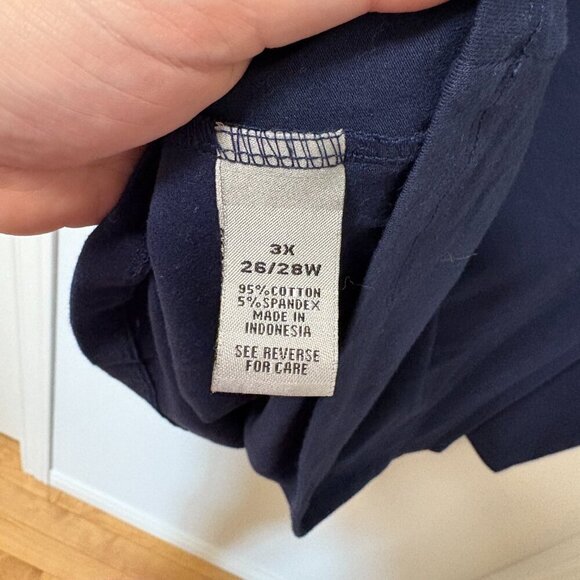 3X
26/28W
95%COTTON
5%SPANDEX
MADE IN
INDONESIA
SEE REVERSE
FOR CARE